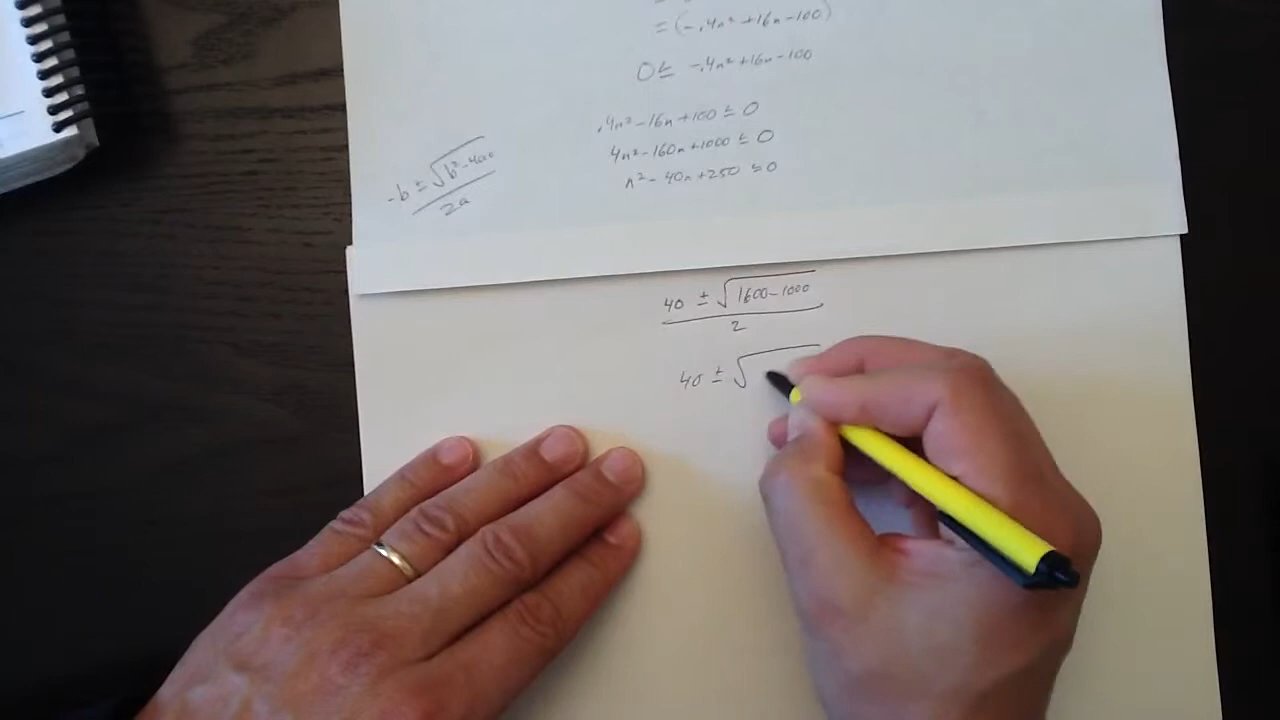 = (-.4n²+16n-100)
0 ≤ -.4n²+16n-100
.4n²-16n+100 ≤ 0
4n²-160n+1000 ≤ 0
n²-40n+250 ≤ 0
-b ± √b²-4ac
2a
40 ± √1600-1000
2
40 ± √